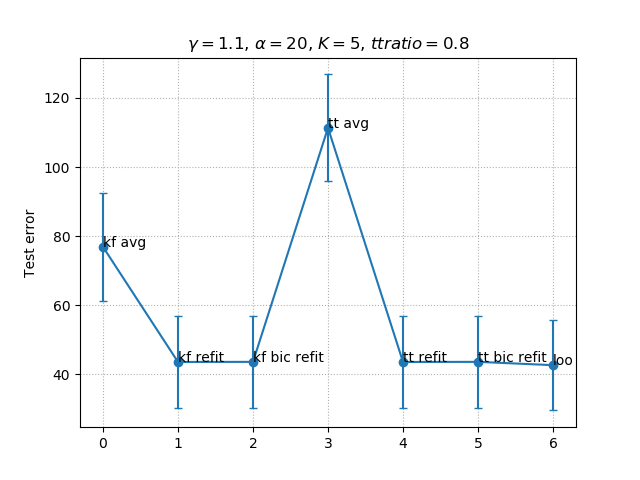 γ = 1.1, α = 20, K = 5, ttratio = 0.8
120
100
80
60
40
Test error
kf avg
kf refit
kf bic refit
tt avg
tt refit
tt bic refit
loo
0 1 2 3 4 5 6